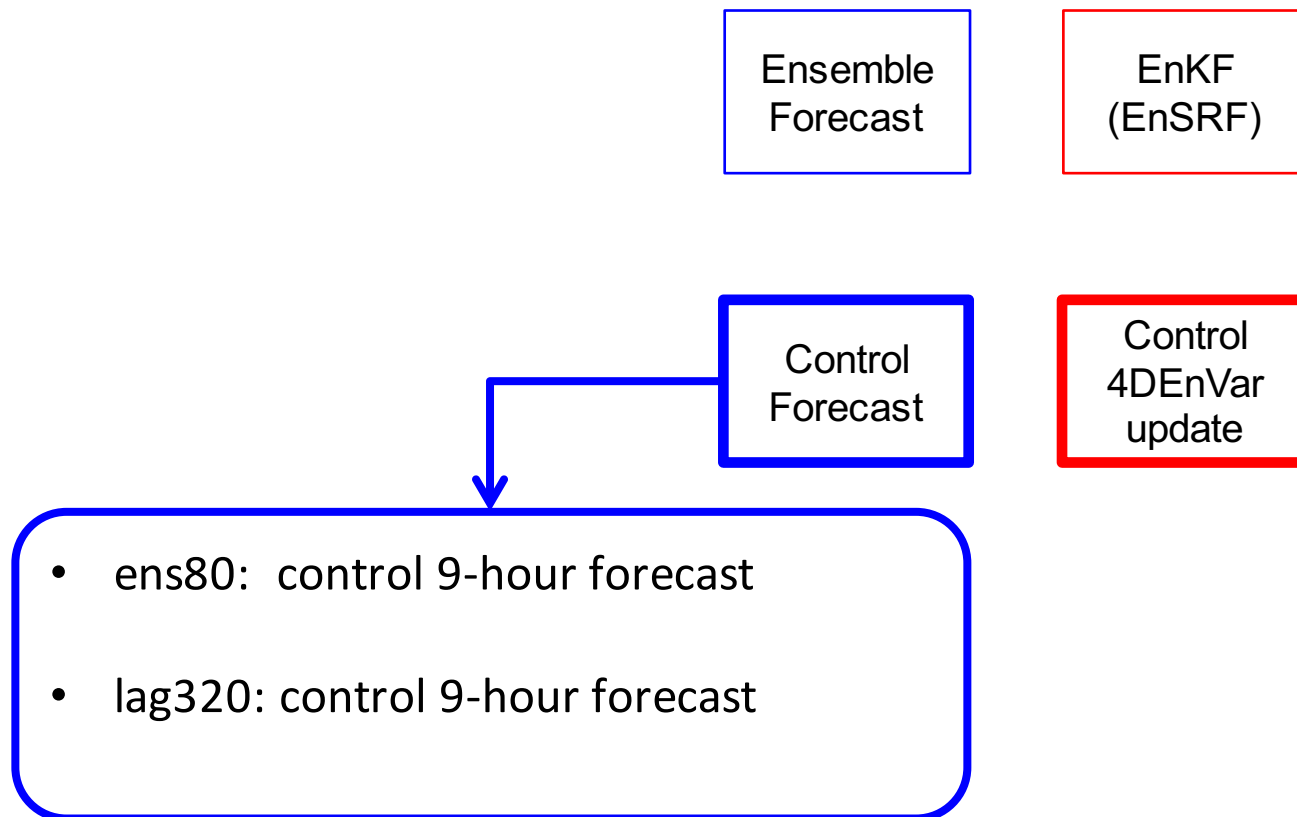 Ensemble
Forecast
EnKF
(EnSRF)
Control
Forecast
Control
4DEnVar
update
• ens80: control 9-hour forecast
• lag320: control 9-hour forecast